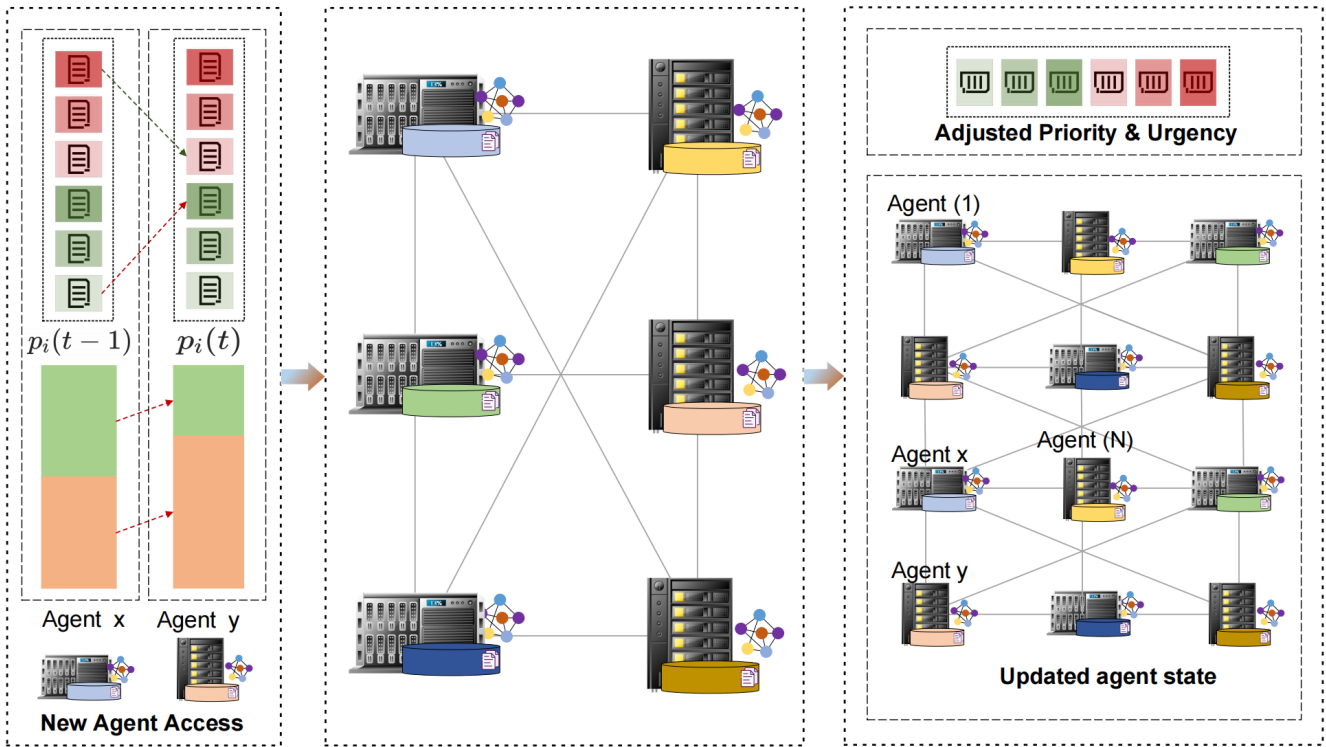 p_i(t − 1)
p_i(t)
Agent x
Agent y
New Agent Access
Adjusted Priority & Urgency
Agent (1)
Agent x
Agent (N)
Agent y
Updated agent state